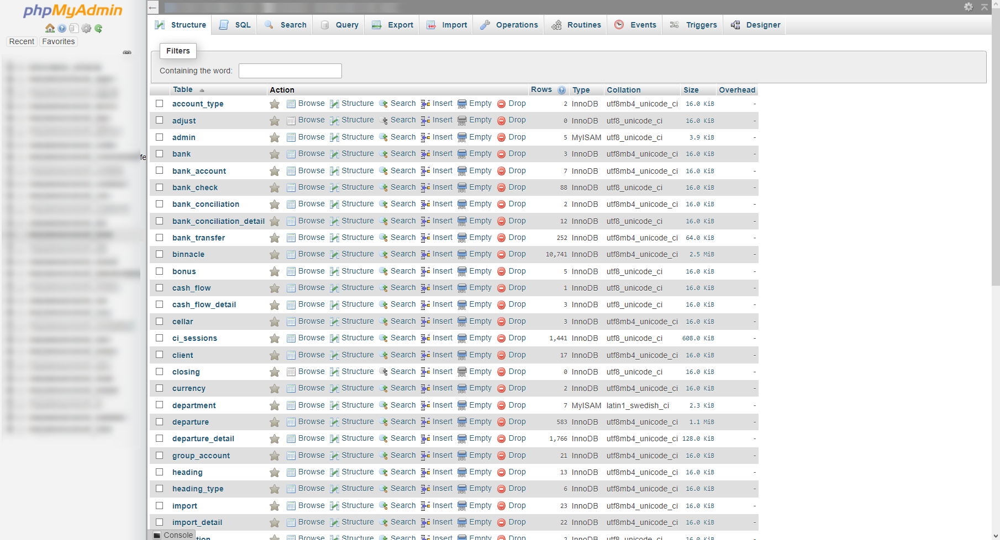 phpMyAdmin
Recent Favorites
fe
Structure SQL Search Query Export Import Operations Routines Events Triggers Designer
Filters
Containing the word:
Table Action Rows Type Collation Size Overhead
account_type Browse Structure Search Insert Empty Drop 2 InnoDB utf8mb4_unicode_ci 16.0 KiB -
adjust Browse Structure Search Insert Empty Drop 0 InnoDB utf8_unicode_ci 16.0 KiB -
admin Browse Structure Search Insert Empty Drop 5 MyISAM utf8_unicode_ci 3.9 KiB -
bank Browse Structure Search Insert Empty Drop 3 InnoDB utf8mb4_unicode_ci 16.0 KiB -
bank_account Browse Structure Search Insert Empty Drop 7 InnoDB utf8mb4_unicode_ci 16.0 KiB -
bank_check Browse Structure Search Insert Empty Drop 88 InnoDB utf8_unicode_ci 16.0 KiB -
bank_conciliation Browse Structure Search Insert Empty Drop 2 InnoDB utf8mb4_unicode_ci 16.0 KiB -
bank_conciliation_detail Browse Structure Search Insert Empty Drop 12 InnoDB utf8_unicode_ci 16.0 KiB -
bank_transfer Browse Structure Search Insert Empty Drop 252 InnoDB utf8mb4_unicode_ci 64.0 KiB -
binnacle Browse Structure Search Insert Empty Drop 10,741 InnoDB utf8mb4_unicode_ci 2.5 MiB -
bonus Browse Structure Search Insert Empty Drop 5 InnoDB utf8_unicode_ci 16.0 KiB -
cash_flow Browse Structure Search Insert Empty Drop 1 InnoDB utf8_unicode_ci 16.0 KiB -
cash_flow_detail Browse Structure Search Insert Empty Drop 3 InnoDB utf8_unicode_ci 16.0 KiB -
cellar Browse Structure Search Insert Empty Drop 3 InnoDB utf8mb4_unicode_ci 16.0 KiB -
ci_sessions Browse Structure Search Insert Empty Drop 1,441 InnoDB utf8_unicode_ci 608.0 KiB -
client Browse Structure Search Insert Empty Drop 17 InnoDB utf8mb4_unicode_ci 16.0 KiB -
closing Browse Structure Search Insert Empty Drop 0 InnoDB utf8_unicode_ci 16.0 KiB -
currency Browse Structure Search Insert Empty Drop 2 InnoDB utf8mb4_unicode_ci 16.0 KiB -
department Browse Structure Search Insert Empty Drop 7 MyISAM latin1_swedish_ci 2.3 KiB -
departure Browse Structure Search Insert Empty Drop 583 InnoDB utf8mb4_unicode_ci 1.1 MiB -
departure_detail Browse Structure Search Insert Empty Drop 1,766 InnoDB utf8mb4_unicode_ci 128.0 KiB -
group_account Browse Structure Search Insert Empty Drop 21 InnoDB utf8mb4_unicode_ci 16.0 KiB -
heading Browse Structure Search Insert Empty Drop 13 InnoDB utf8mb4_unicode_ci 16.0 KiB -
heading_type Browse Structure Search Insert Empty Drop 6 InnoDB utf8mb4_unicode_ci 16.0 KiB -
import Browse Structure Search Insert Empty Drop 23 InnoDB utf8mb4_unicode_ci 16.0 KiB -
import_detail Browse Structure Search Insert Empty Drop 22 InnoDB utf8mb4_unicode_ci 16.0 KiB -
Browse Structure Search Insert Empty Drop 2 InnoDB utf8mb4_unicode_ci 16.0 KiB -
Console